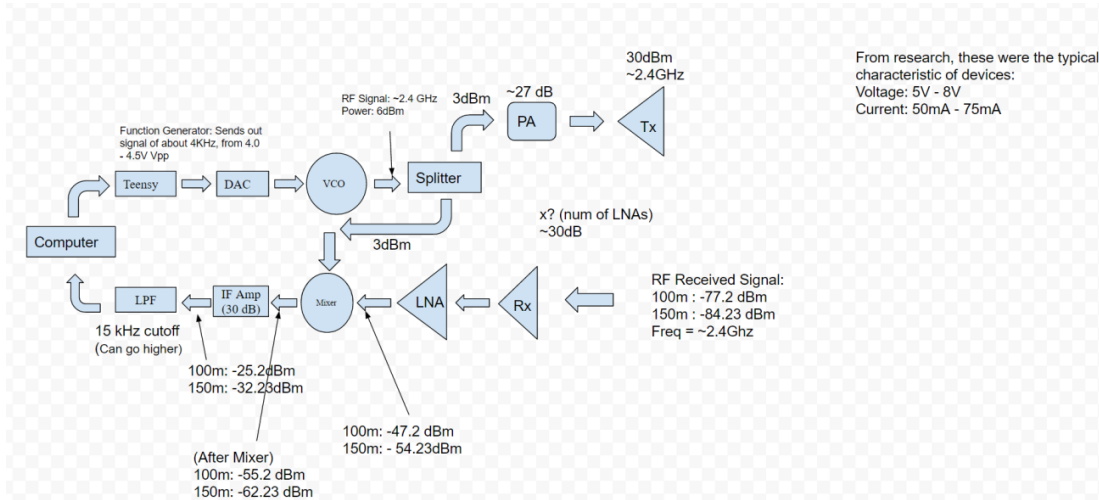 From research, these were the typical
characteristic of devices:
Voltage: 5V - 8V
Current: 50mA - 75mA
30dBm
~2.4GHz
~27 dB
3dBm
PA
Tx
RF Signal: ~2.4 GHz
Power: 6dBm
Function Generator: Sends out
signal of about 4KHz, from 4.0
- 4.5V Vpp
Teensy
DAC
VCO
Splitter
Computer
3dBm
x? (num of LNAs)
~30dB
RF Received Signal:
100m : -77.2 dBm
150m : -84.23 dBm
Freq = ~2.4Ghz
LPF
IF Amp
(30 dB)
Mixer
LNA
Rx
15 kHz cutoff
(Can go higher)
100m: -25.2dBm
150m: -32.23dBm
100m: -47.2 dBm
150m: - 54.23dBm
(After Mixer)
100m: -55.2 dBm
150m: -62.23 dBm